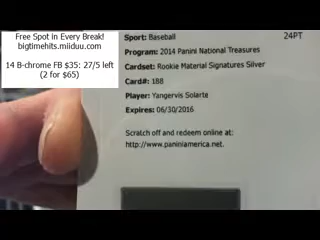 Free Spot in Every Break!
bigtimehits.miiduu.com
14 B-chrome FB $35: 27/5 left
(2 for $65)
Sport: Baseball
24PT
Program: 2014 Panini National Treasures
Cardset: Rookie Material Signatures Silver
Card#: 188
Player: Yangervis Solarte
Expires: 06/30/2016
Scratch off and redeem online at:
http://www.paniniamerica.net.